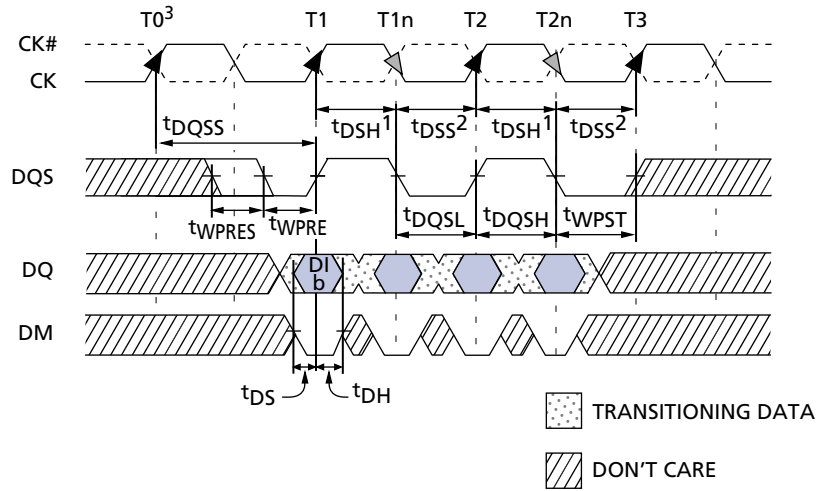 T0³ T1 T1n T2 T2n T3
CK#
CK
tDSH¹ tDSS² tDSH¹ tDSS²
tDQSS
DQS
tWPRES tWPRE tDQSL tDQSH tWPST
DQ
DI
b
DM
tDS tDH
TRANSITIONING DATA
DON'T CARE